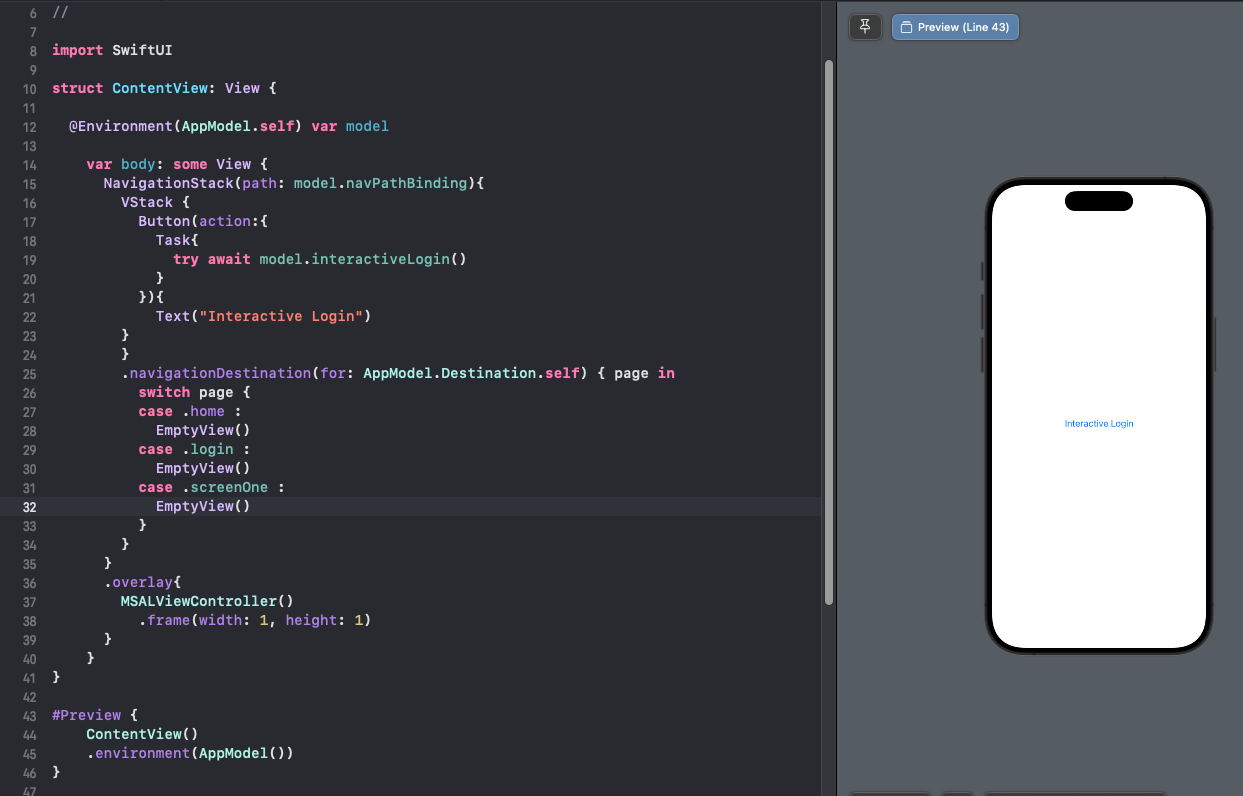 6 //
7
8 import SwiftUI
9
10 struct ContentView: View {
11
12 @Environment(AppModel.self) var model
13
14 var body: some View {
15 NavigationStack(path: model.navPathBinding){
16 VStack {
17 Button(action:{
18 Task{
19 try await model.interactiveLogin()
20 }
21 }){
22 Text("Interactive Login")
23 }
24 }
25 .navigationDestination(for: AppModel.Destination.self) { page in
26 switch page {
27 case .home :
28 EmptyView()
29 case .login :
30 EmptyView()
31 case .screenOne :
32 EmptyView()
33 }
34 }
35 }
36 .overlay{
37 MSALViewController()
38 .frame(width: 1, height: 1)
39 }
40 }
41 }
42
43 #Preview {
44 ContentView()
45 .environment(AppModel())
46 }
47
Preview (Line 43)
Interactive Login